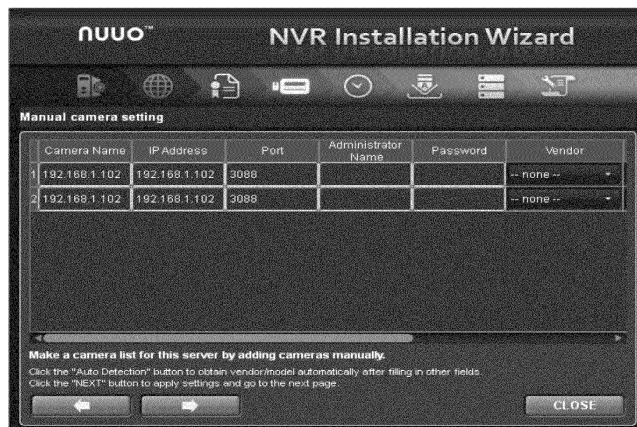 nuuo™
NVR Installation Wizard
Manual camera setting
Camera Name IP Address Port Administrator Name Password Vendor
1 192.168.1.102 192.168.1.102 3088 -- none --
2 192.168.1.102 192.168.1.102 3088 -- none --
Make a camera list for this server by adding cameras manually.
Click the "Auto Detection" button to obtain vendor/model automatically after filling in other fields.
Click the "NEXT" button to apply settings and go to the next page.
CLOSE